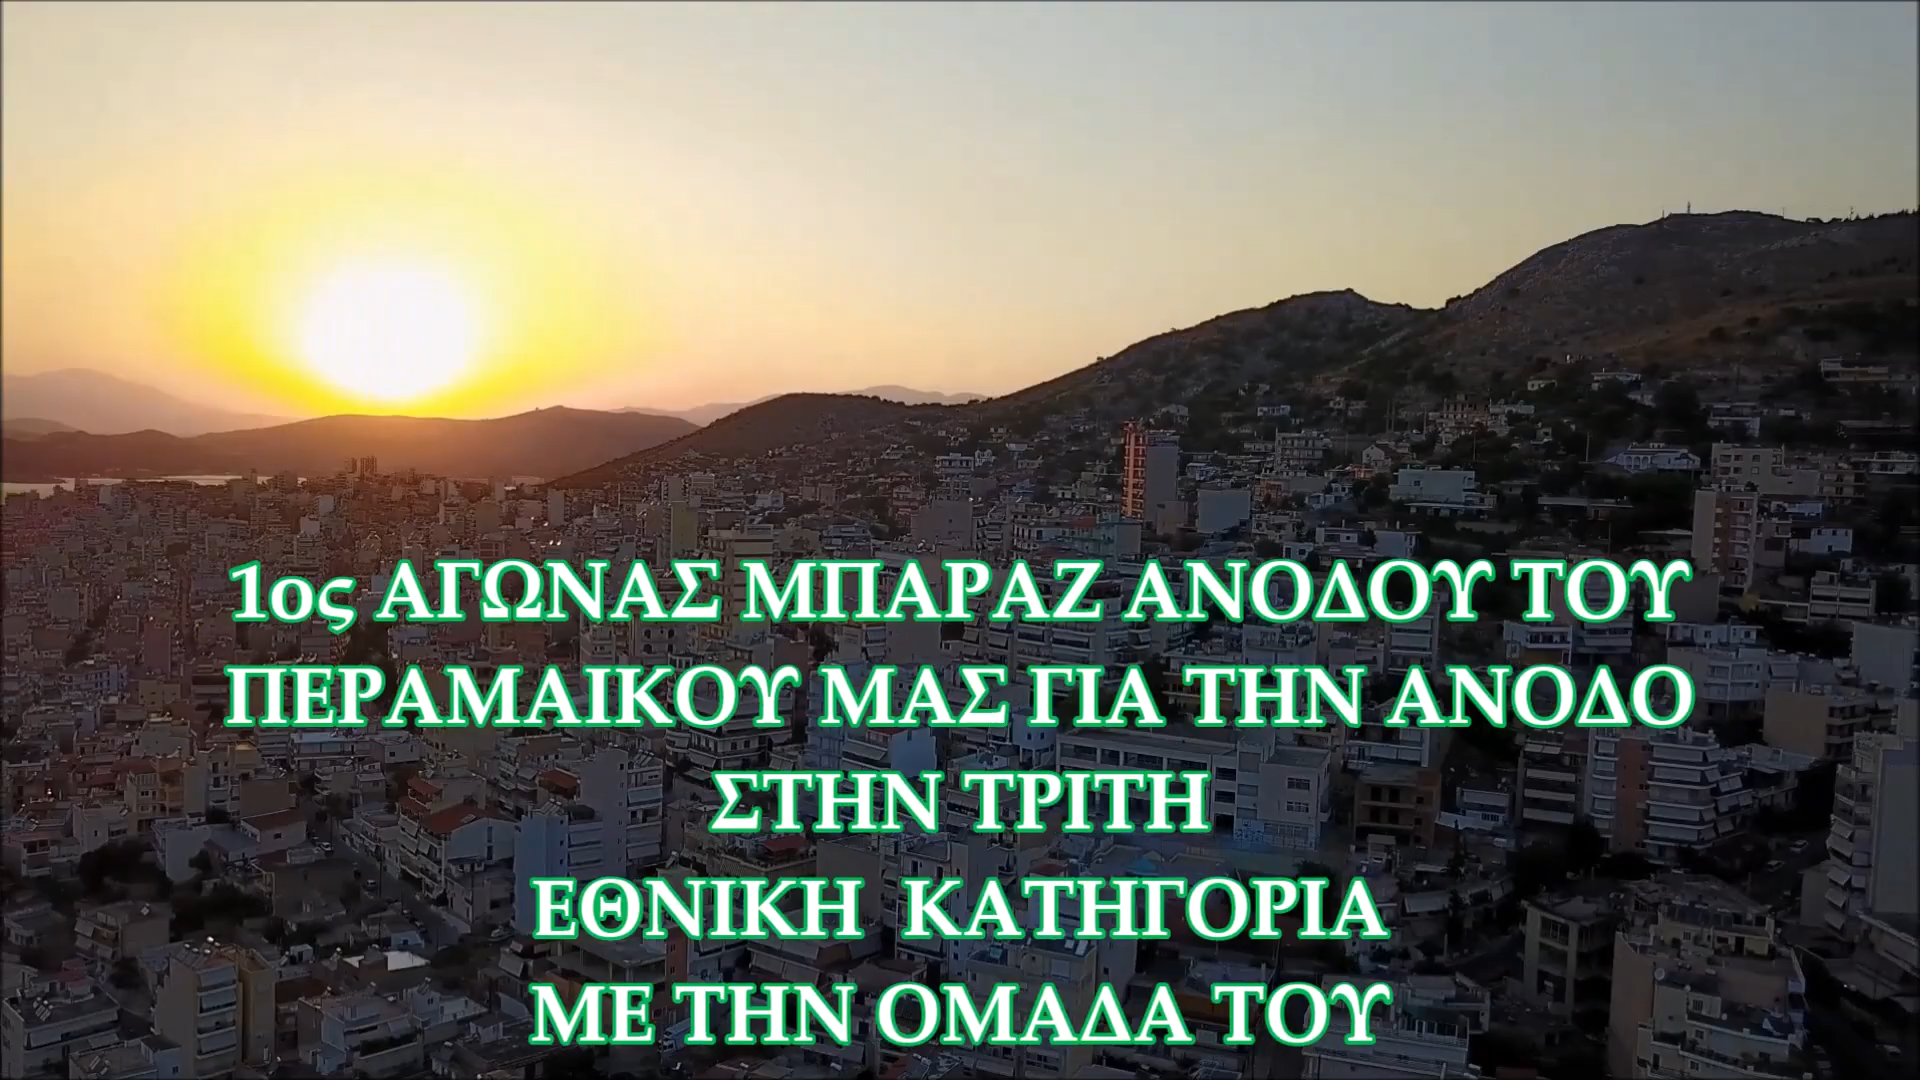 1ος ΑΓΩΝΑΣ ΜΠΑΡΑΖ ΑΝΟΔΟΥ ΤΟΥ
ΠΕΡΑΜΑΙΚΟΥ ΜΑΣ ΓΙΑ ΤΗΝ ΑΝΟΔΟ
ΣΤΗΝ ΤΡΙΤΗ
ΕΘΝΙΚΗ  ΚΑΤΗΓΟΡΙΑ
ΜΕ ΤΗΝ ΟΜΑΔΑ ΤΟΥ